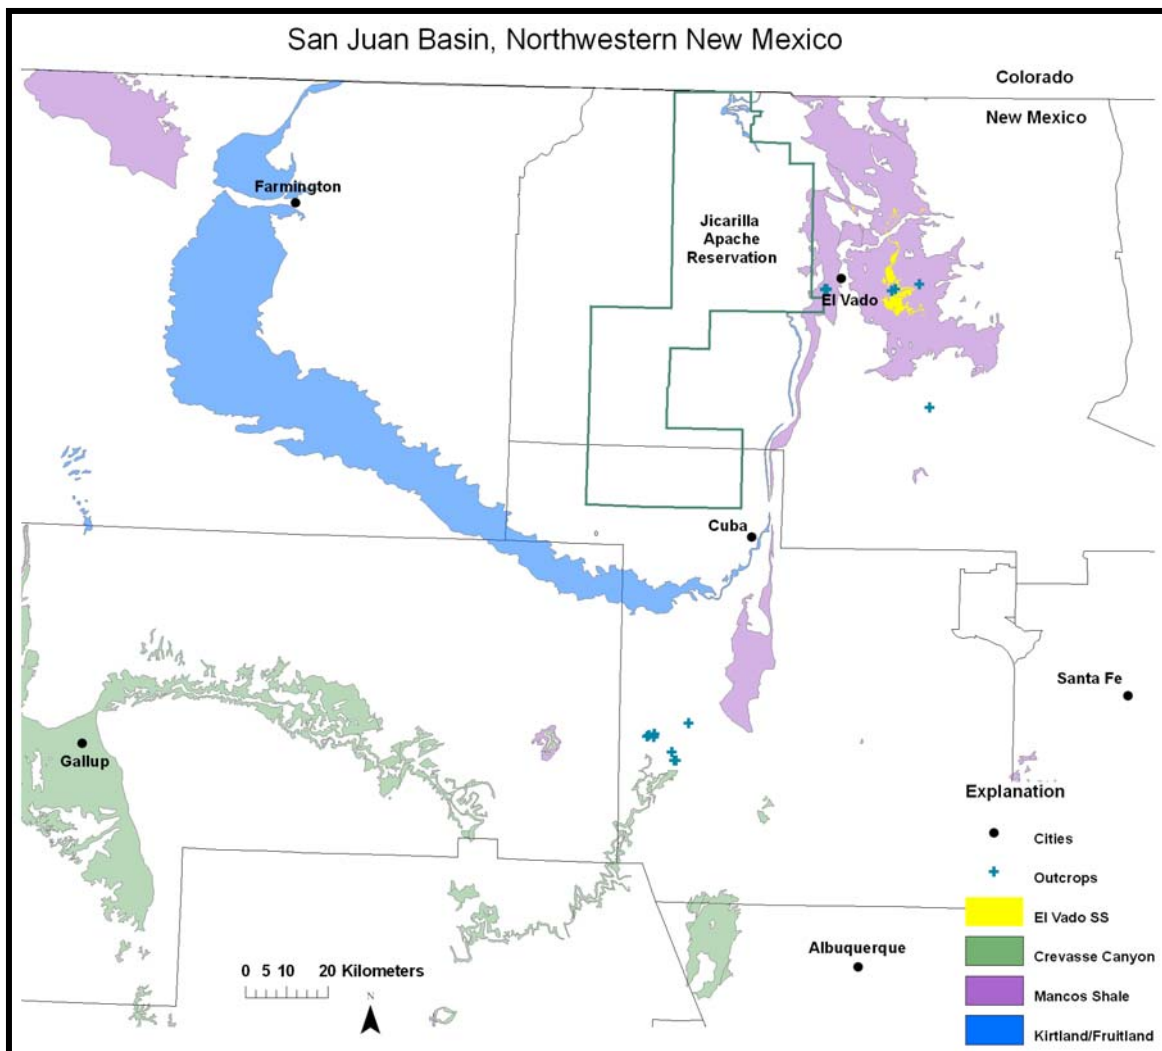 San Juan Basin, Northwestern New Mexico
Colorado
New Mexico
Farmington
Jicarilla
Apache
Reservation
El Vado
Cuba
Santa Fe
Gallup
Explanation
Cities
Outcrops
El Vado SS
Albuquerque
Crevasse Canyon
0 5 10 20 Kilometers
Mancos Shale
N
Kirtland/Fruitland